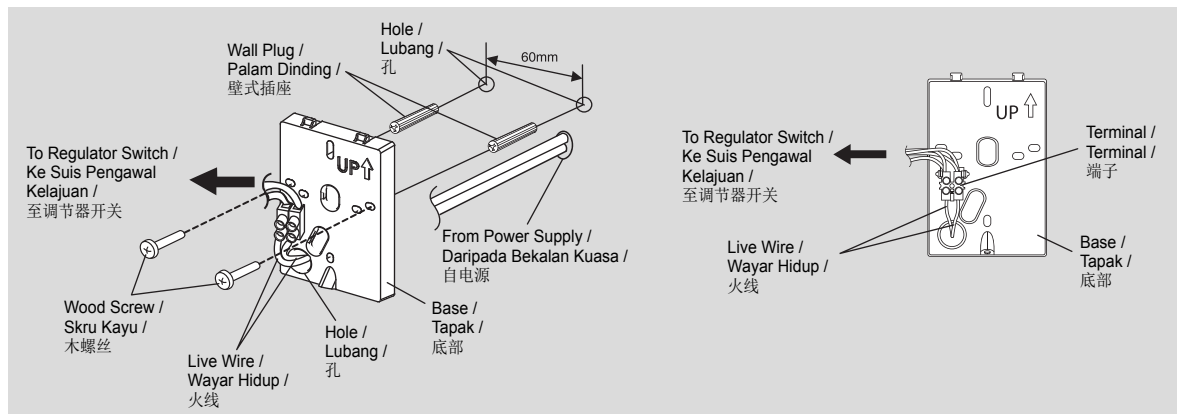 Wall Plug /
Palam Dinding /
壁式插座
Hole /
Lubang /
孔
60mm
UP
To Regulator Switch /
Ke Suis Pengawal
Kelajuan /
至调节器开关
From Power Supply /
Daripada Bekalan Kuasa /
自电源
Wood Screw /
Skru Kayu /
木螺丝
Live Wire /
Wayar Hidup /
火线
Hole /
Lubang /
孔
Base /
Tapak /
底部
To Regulator Switch /
Ke Suis Pengawal
Kelajuan /
至调节器开关
UP
Terminal /
Terminal /
端子
Live Wire /
Wayar Hidup /
火线
Base /
Tapak /
底部